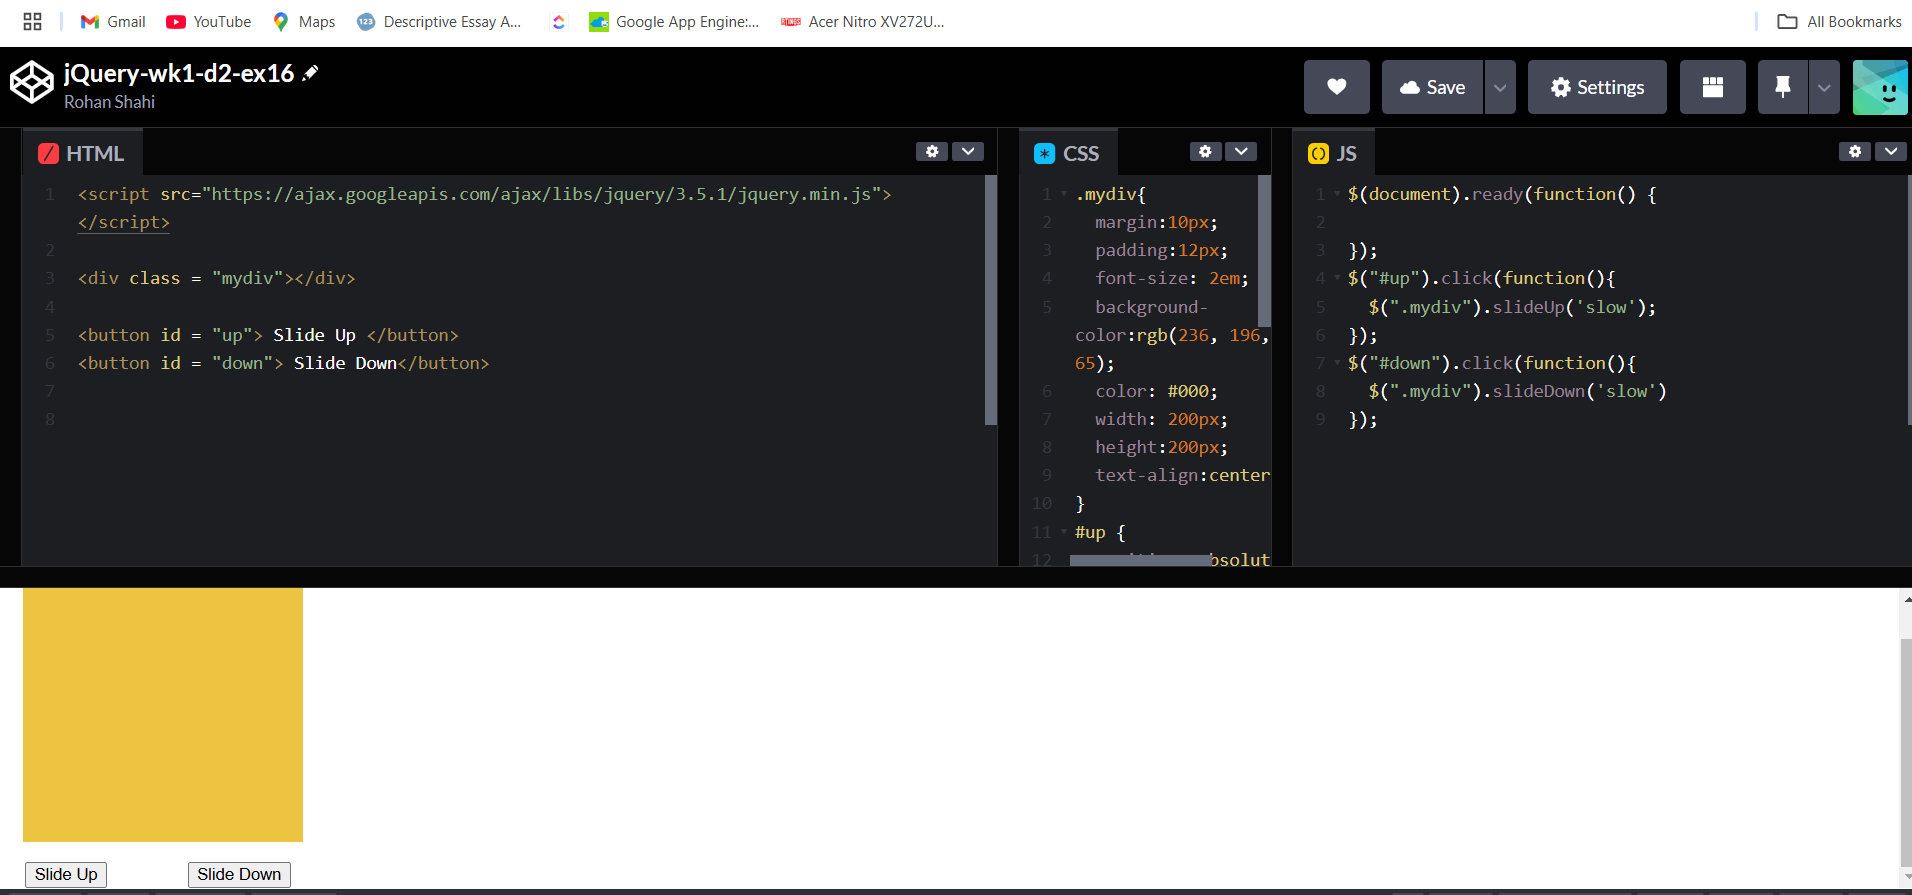 Gmail YouTube Maps 123 Descriptive Essay A... Google App Engine:... RTINGS Acer Nitro XV272U... All Bookmarks
jQuery-wk1-d2-ex16
Rohan Shahi
Save Settings
HTML
1 <script src="https://ajax.googleapis.com/ajax/libs/jquery/3.5.1/jquery.min.js">
</script>
2
3 <div class = "mydiv"></div>
4
5 <button id = "up"> Slide Up </button>
6 <button id = "down"> Slide Down</button>
7
8
CSS
1 .mydiv{
2 margin:10px;
3 padding:12px;
4 font-size: 2em;
5 background-
color:rgb(236, 196,
65);
6 color: #000;
7 width: 200px;
8 height:200px;
9 text-align:center
10 }
11 #up {
12 bsolut
JS
1 $(document).ready(function() {
2
3 });
4 $("#up").click(function(){
5 $(".mydiv").slideUp('slow');
6 });
7 $("#down").click(function(){
8 $(".mydiv").slideDown('slow')
9 });
Slide Up Slide Down